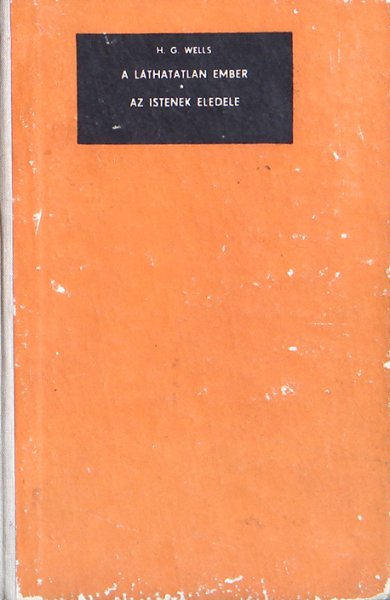 H. G. WELLS
A LÁTHATATLAN EMBER
*
AZ ISTENEK ELEDELE